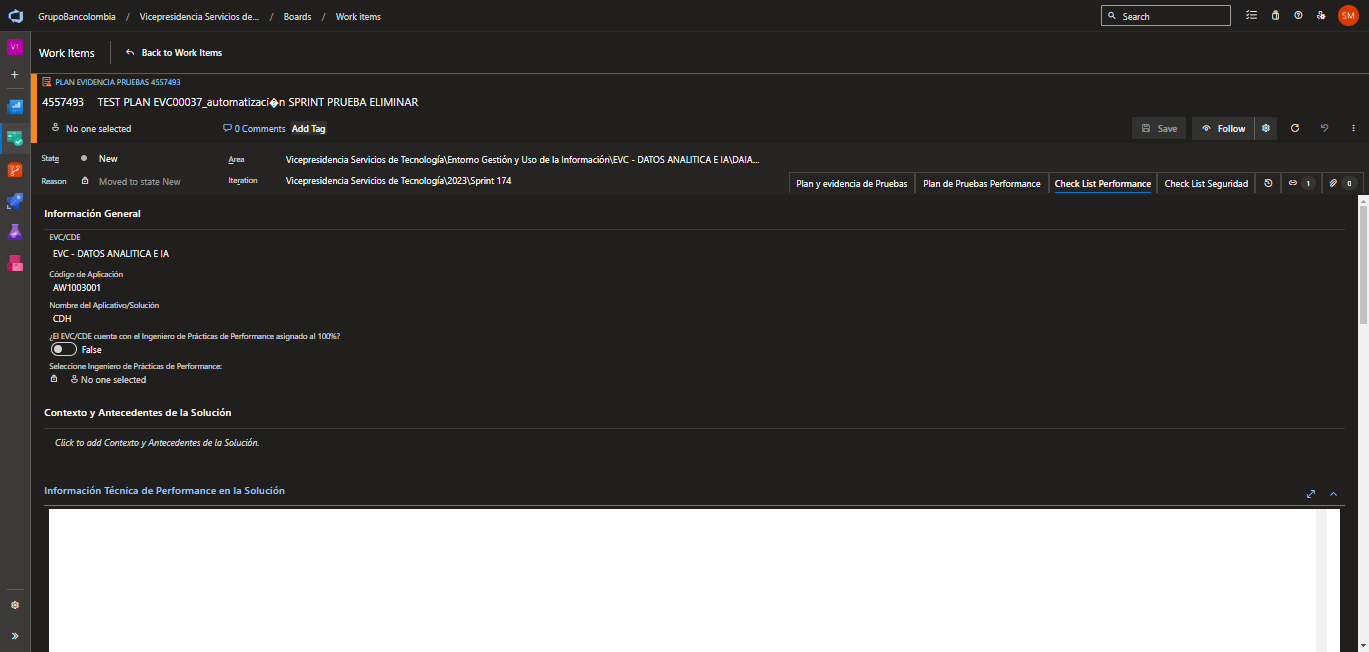 GrupoBancolombia / Vicepresidencia Servicios de... / Boards / Work items
Search
SM
VT
Work Items
Back to Work Items
PLAN EVIDENCIA PRUEBAS 4557493
4557493 TEST PLAN EVC00037_automatizaci�n SPRINT PRUEBA ELIMINAR
No one selected
0 Comments
Add Tag
Save
Follow
State
New
Area
Vicepresidencia Servicios de Tecnología\Entorno Gestión y Uso de la Información\EVC - DATOS ANALITICA E IA\DAIA...
Reason
Moved to state New
Iteration
Vicepresidencia Servicios de Tecnología\2023\Sprint 174
Plan y evidencia de Pruebas
Plan de Pruebas Performance
Check List Performance
Check List Seguridad
1
0
Información General
EVC/CDE
EVC - DATOS ANALITICA E IA
Código de Aplicación
AW1003001
Nombre del Aplicativo/Solución
CDH
¿El EVC/CDE cuenta con el Ingeniero de Prácticas de Performance asignado al 100%?
False
Seleccione Ingeniero de Prácticas de Performance:
No one selected
Contexto y Antecedentes de la Solución
Click to add Contexto y Antecedentes de la Solución.
Información Técnica de Performance en la Solución